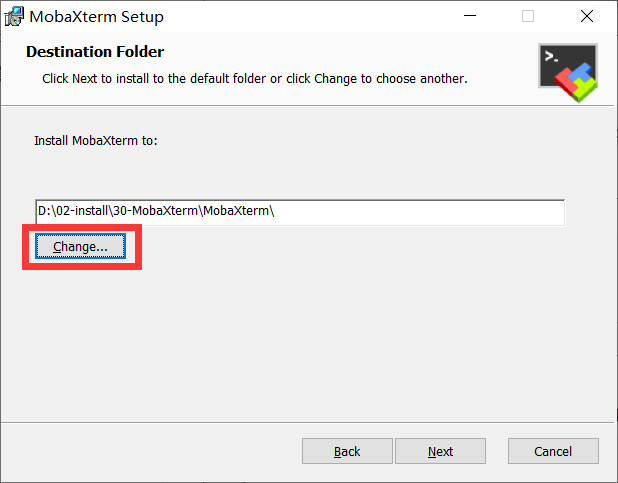 MobaXterm Setup
Destination Folder
Click Next to install to the default folder or click Change to choose another.
>.
Install MobaXterm to:
D:\02-install\30-MobaXterm\MobaXterm\
Change...
Back
Next
Cancel